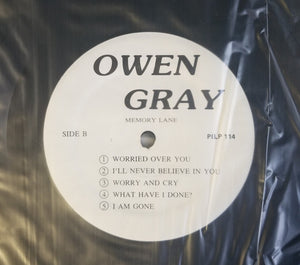 OWEN
GRAY
MEMORY LANE
SIDE B PILP 114
1 WORRIED OVER YOU
2 I'LL NEVER BELIEVE IN YOU
3 WORRY AND CRY
4 WHAT HAVE I DONE?
5 I AM GONE